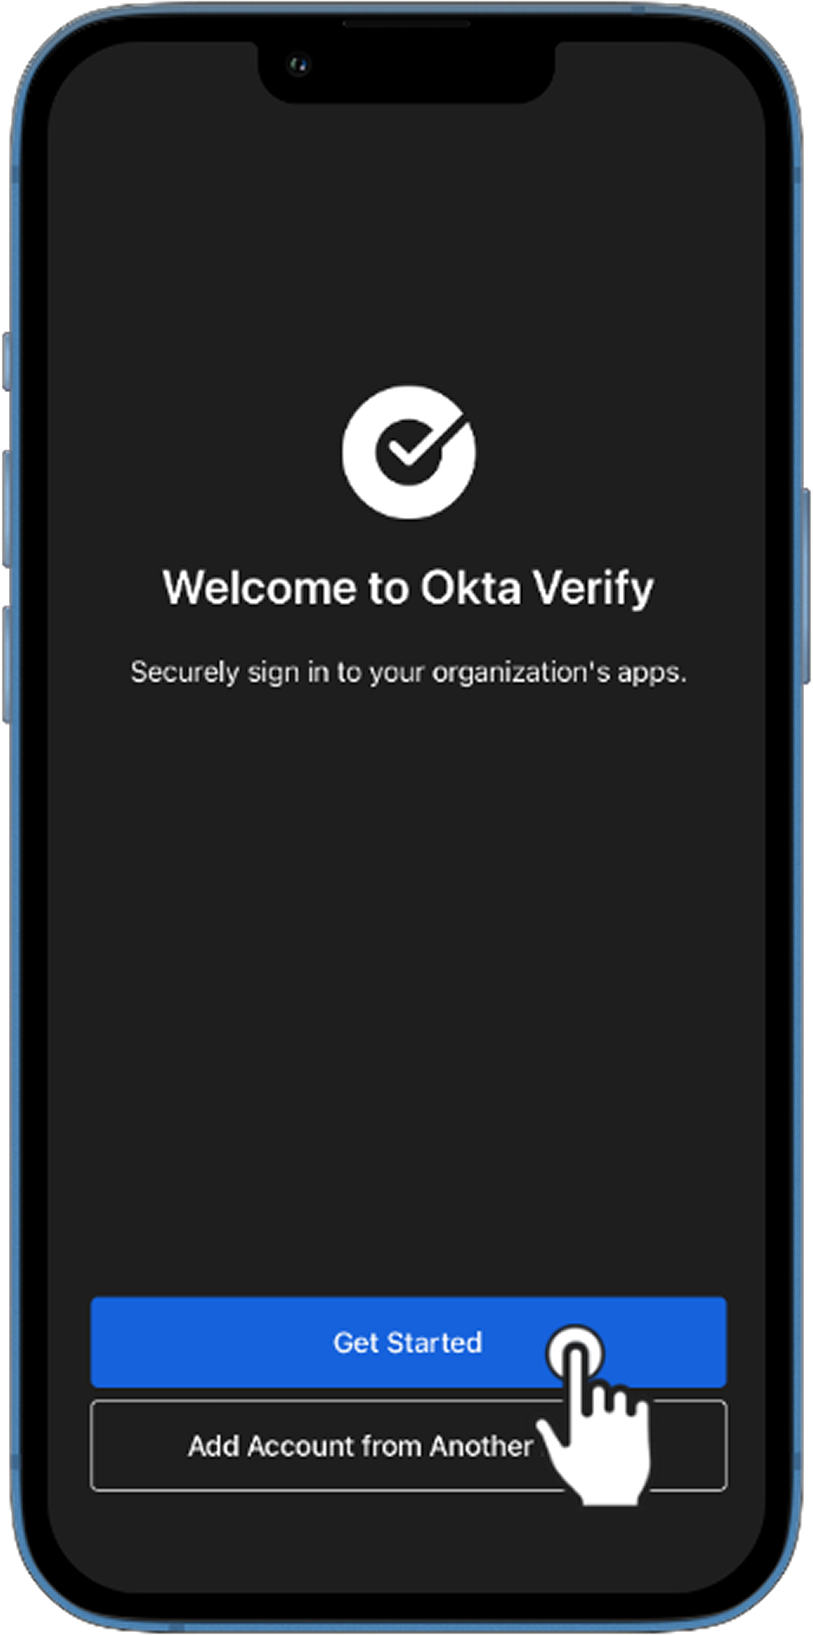 Welcome to Okta Verify
Securely sign in to your organization's apps.
Get Started
Add Account from Another